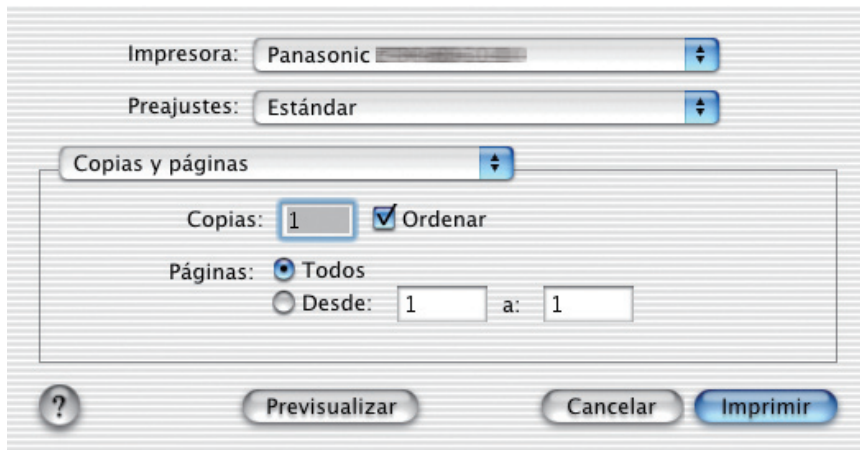 Impresora: Panasonic
Preajustes: Estándar
Copias y páginas
Copias: 1 Ordenar
Páginas: Todos
Desde: 1 a: 1
? Previsualizar Cancelar Imprimir